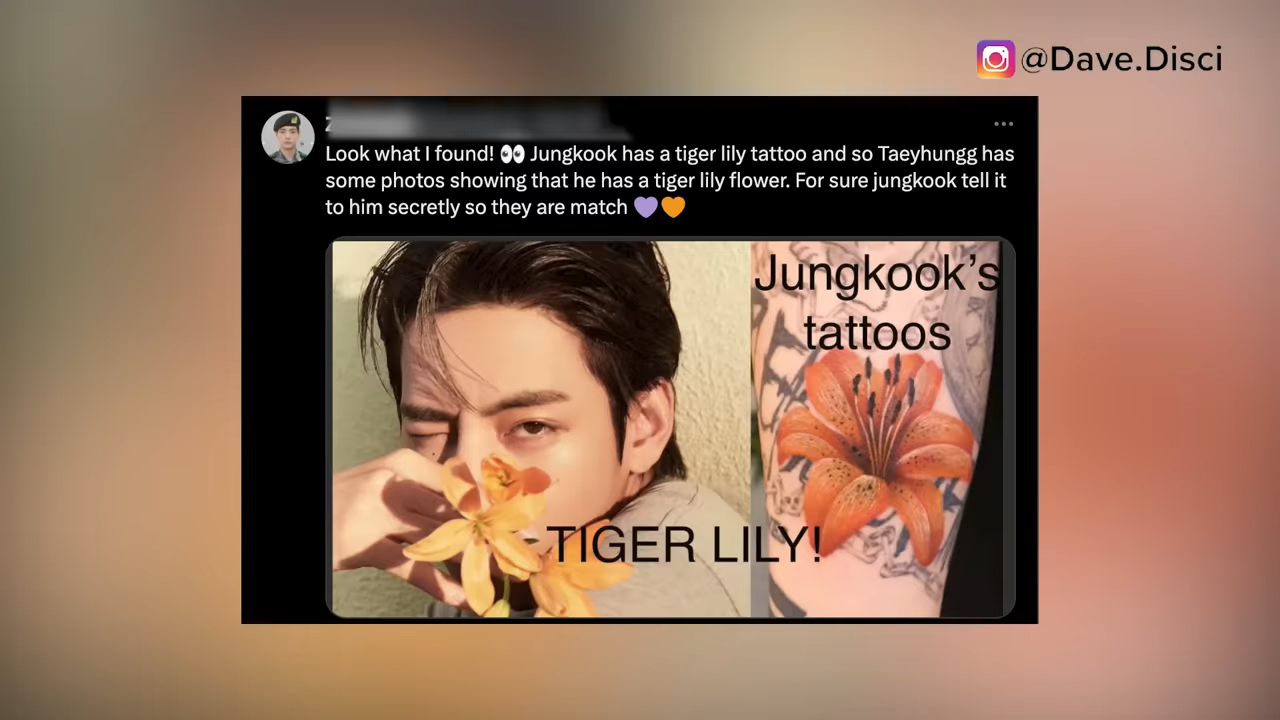 @Dave.Disci
Look what I found! 👀 Jungkook has a tiger lily tattoo and so Taeyhungg has
some photos showing that he has a tiger lily flower. For sure jungkook tell it
to him secretly so they are match 💜🧡
Jungkook’s
tattoos
TIGER LILY!